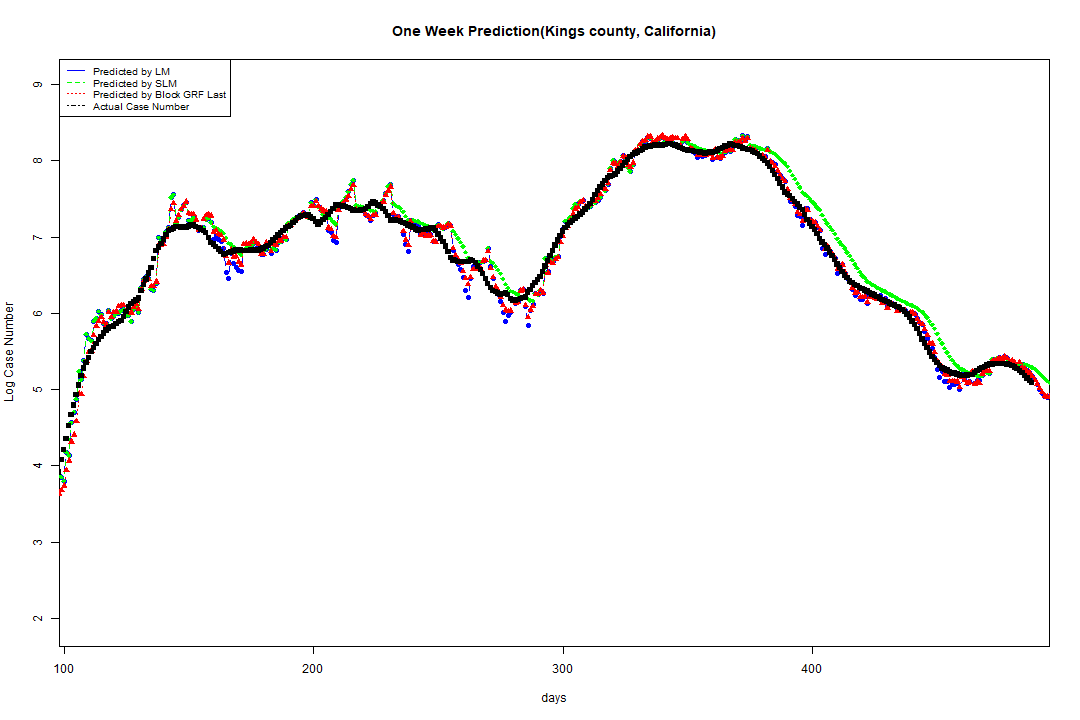 One Week Prediction(Kings county, California)
Predicted by LM
Predicted by SLM
Predicted by Block GRF Last
Actual Case Number
9
8
7
6
5
4
3
2
Log Case Number
100 200 300 400
days